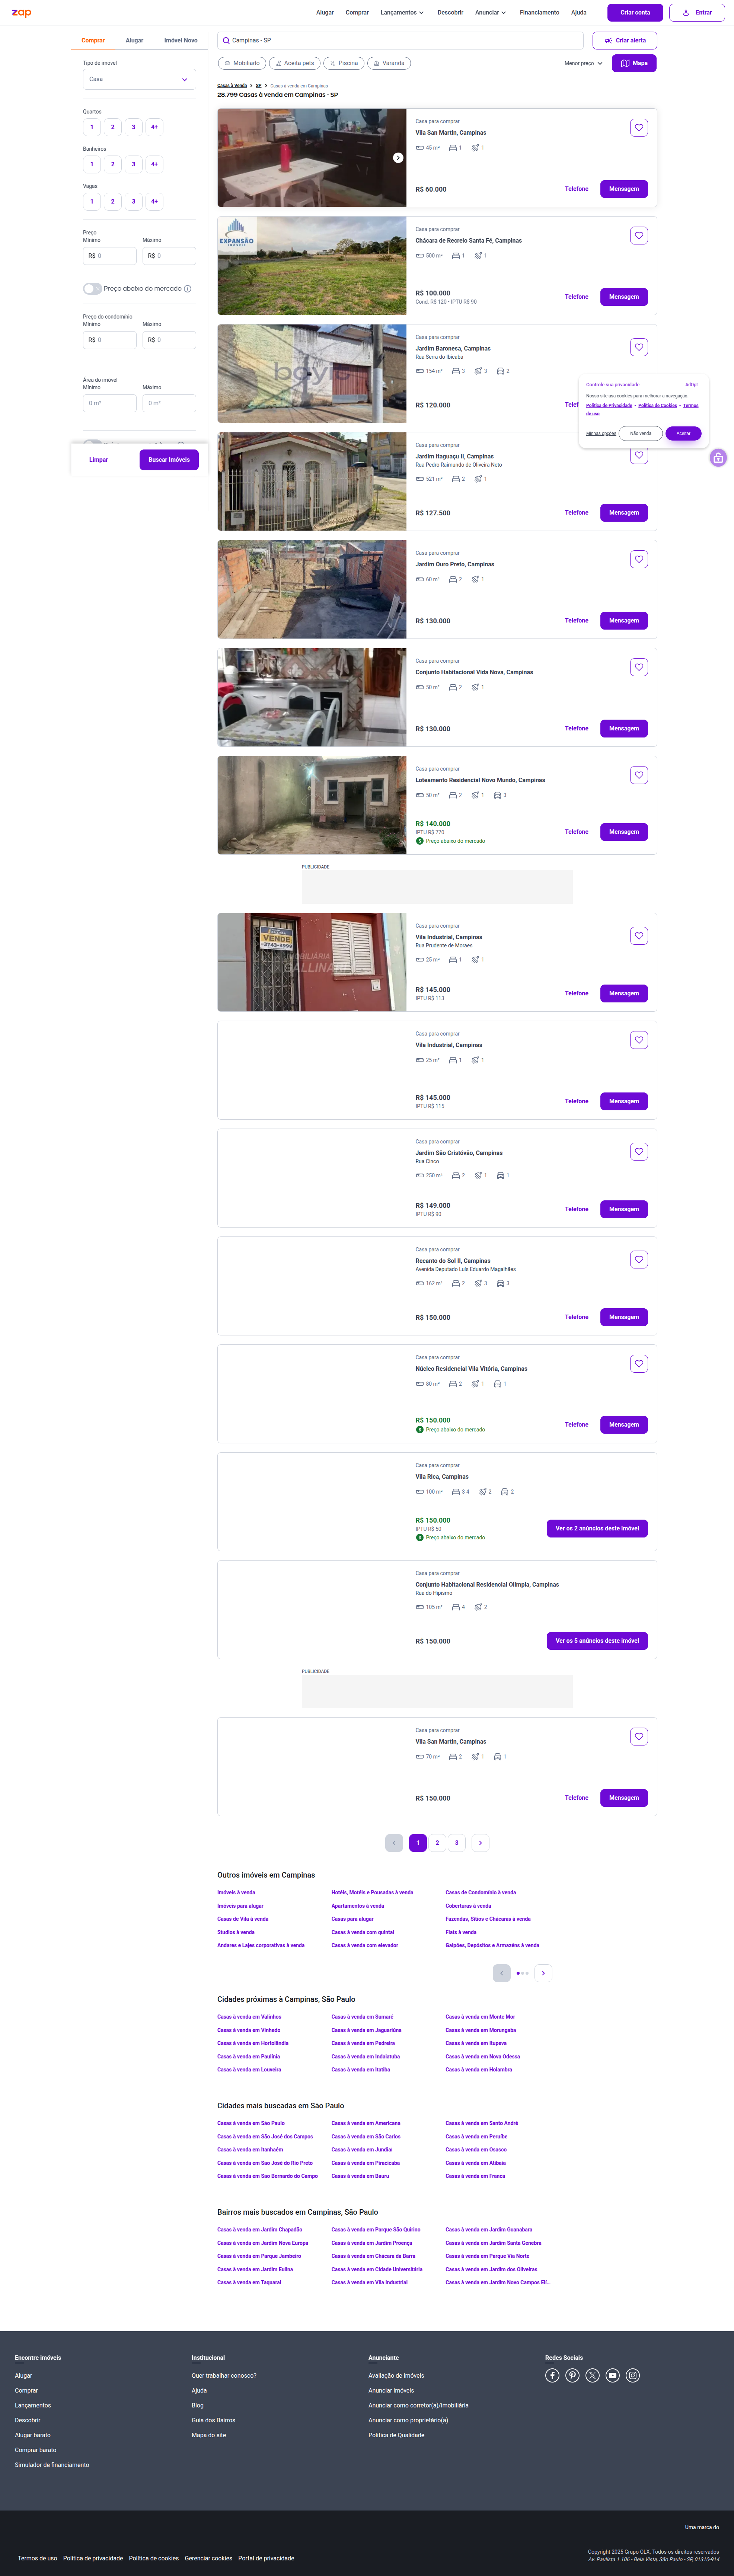 zap
Alugar
Comprar
Lançamentos
Descobrir
Anunciar
Financiamento
Ajuda
Criar conta
Entrar
Comprar
Alugar
Imóvel Novo
Tipo de imóvel
Casa
Quartos
1 2 3 4+
Banheiros
1 2 3 4+
Vagas
1 2 3 4+
Preço
Mínimo Máximo
R$ 0 R$ 0
Preço abaixo do mercado
Preço do condomínio
Mínimo Máximo
R$ 0 R$ 0
Área do imóvel
Mínimo Máximo
0 m² 0 m²
Limpar
Buscar Imóveis
Campinas - SP
Criar alerta
Mobiliado
Aceita pets
Piscina
Varanda
Menor preço
Mapa
Casas à Venda > SP > Casas à venda em Campinas
28.799 Casas à venda em Campinas - SP
Casa para comprar
Vila San Martin, Campinas
45 m² 1 1
R$ 60.000
Telefone
Mensagem
EXPANSÃO
IMÓVEIS
Casa para comprar
Chácara de Recreio Santa Fé, Campinas
500 m² 1 1
R$ 100.000
Cond. R$ 120 • IPTU R$ 90
Telefone
Mensagem
Casa para comprar
Jardim Baronesa, Campinas
Rua Serra do Ibicaba
154 m² 3 3 2
R$ 120.000
Telef
Controle sua privacidade
AdOpt
Nosso site usa cookies para melhorar a navegação.
Política de Privacidade - Política de Cookies - Termos
de uso
Minhas opções
Não venda
Aceitar
Casa para comprar
Jardim Itaguaçu II, Campinas
Rua Pedro Raimundo de Oliveira Neto
521 m² 2 1
R$ 127.500
Telefone
Mensagem
Casa para comprar
Jardim Ouro Preto, Campinas
60 m² 2 1
R$ 130.000
Telefone
Mensagem
Casa para comprar
Conjunto Habitacional Vida Nova, Campinas
50 m² 2 1
R$ 130.000
Telefone
Mensagem
Casa para comprar
Loteamento Residencial Novo Mundo, Campinas
50 m² 2 1 3
R$ 140.000
IPTU R$ 770
Preço abaixo do mercado
Telefone
Mensagem
PUBLICIDADE
VENDE
3743-8999
Casa para comprar
Vila Industrial, Campinas
Rua Prudente de Moraes
25 m² 1 1
R$ 145.000
IPTU R$ 113
Telefone
Mensagem
Casa para comprar
Vila Industrial, Campinas
25 m² 1 1
R$ 145.000
IPTU R$ 115
Telefone
Mensagem
Casa para comprar
Jardim São Cristóvão, Campinas
Rua Cinco
250 m² 2 1 1
R$ 149.000
IPTU R$ 90
Telefone
Mensagem
Casa para comprar
Recanto do Sol II, Campinas
Avenida Deputado Luís Eduardo Magalhães
162 m² 2 3 3
R$ 150.000
Telefone
Mensagem
Casa para comprar
Núcleo Residencial Vila Vitória, Campinas
80 m² 2 1 1
R$ 150.000
Preço abaixo do mercado
Telefone
Mensagem
Casa para comprar
Vila Rica, Campinas
100 m² 3-4 2 2
R$ 150.000
IPTU R$ 50
Preço abaixo do mercado
Ver os 2 anúncios deste imóvel
Casa para comprar
Conjunto Habitacional Residencial Olímpia, Campinas
Rua do Hipismo
105 m² 4 2
R$ 150.000
Ver os 5 anúncios deste imóvel
PUBLICIDADE
Casa para comprar
Vila San Martin, Campinas
70 m² 2 1 1
R$ 150.000
Telefone
Mensagem
1 2 3
Outros imóveis em Campinas
Imóveis à venda
Hotéis, Motéis e Pousadas à venda
Casas de Condomínio à venda
Imóveis para alugar
Apartamentos à venda
Coberturas à venda
Casas de Vila à venda
Casas para alugar
Fazendas, Sítios e Chácaras à venda
Studios à venda
Casas à venda com quintal
Flats à venda
Andares e Lajes corporativas à venda
Casas à venda com elevador
Galpões, Depósitos e Armazéns à venda
Cidades próximas à Campinas, São Paulo
Casas à venda em Valinhos
Casas à venda em Sumaré
Casas à venda em Monte Mor
Casas à venda em Vinhedo
Casas à venda em Jaguariúna
Casas à venda em Morungaba
Casas à venda em Hortolândia
Casas à venda em Pedreira
Casas à venda em Itupeva
Casas à venda em Paulínia
Casas à venda em Indaiatuba
Casas à venda em Nova Odessa
Casas à venda em Louveira
Casas à venda em Itatiba
Casas à venda em Holambra
Cidades mais buscadas em São Paulo
Casas à venda em São Paulo
Casas à venda em Americana
Casas à venda em Santo André
Casas à venda em São José dos Campos
Casas à venda em São Carlos
Casas à venda em Peruíbe
Casas à venda em Itanhaém
Casas à venda em Jundiaí
Casas à venda em Osasco
Casas à venda em São José do Rio Preto
Casas à venda em Piracicaba
Casas à venda em Atibaia
Casas à venda em São Bernardo do Campo
Casas à venda em Bauru
Casas à venda em Franca
Bairros mais buscados em Campinas, São Paulo
Casas à venda em Jardim Chapadão
Casas à venda em Parque São Quirino
Casas à venda em Jardim Guanabara
Casas à venda em Jardim Nova Europa
Casas à venda em Jardim Proença
Casas à venda em Jardim Santa Genebra
Casas à venda em Parque Jambeiro
Casas à venda em Chácara da Barra
Casas à venda em Parque Via Norte
Casas à venda em Jardim Eulina
Casas à venda em Cidade Universitária
Casas à venda em Jardim dos Oliveiras
Casas à venda em Taquaral
Casas à venda em Vila Industrial
Casas à venda em Jardim Novo Campos Elí...
Encontre imóveis
Alugar
Comprar
Lançamentos
Descobrir
Alugar barato
Comprar barato
Simulador de financiamento
Institucional
Quer trabalhar conosco?
Ajuda
Blog
Guia dos Bairros
Mapa do site
Anunciante
Avaliação de imóveis
Anunciar imóveis
Anunciar como corretor(a)/imobiliária
Anunciar como proprietário(a)
Política de Qualidade
Redes Sociais
Uma marca do
Termos de uso
Política de privacidade
Política de cookies
Gerenciar cookies
Portal de privacidade
Copyright 2025 Grupo OLX. Todos os direitos reservados
Av. Paulista 1.106 - Bela Vista, São Paulo - SP, 01310-914